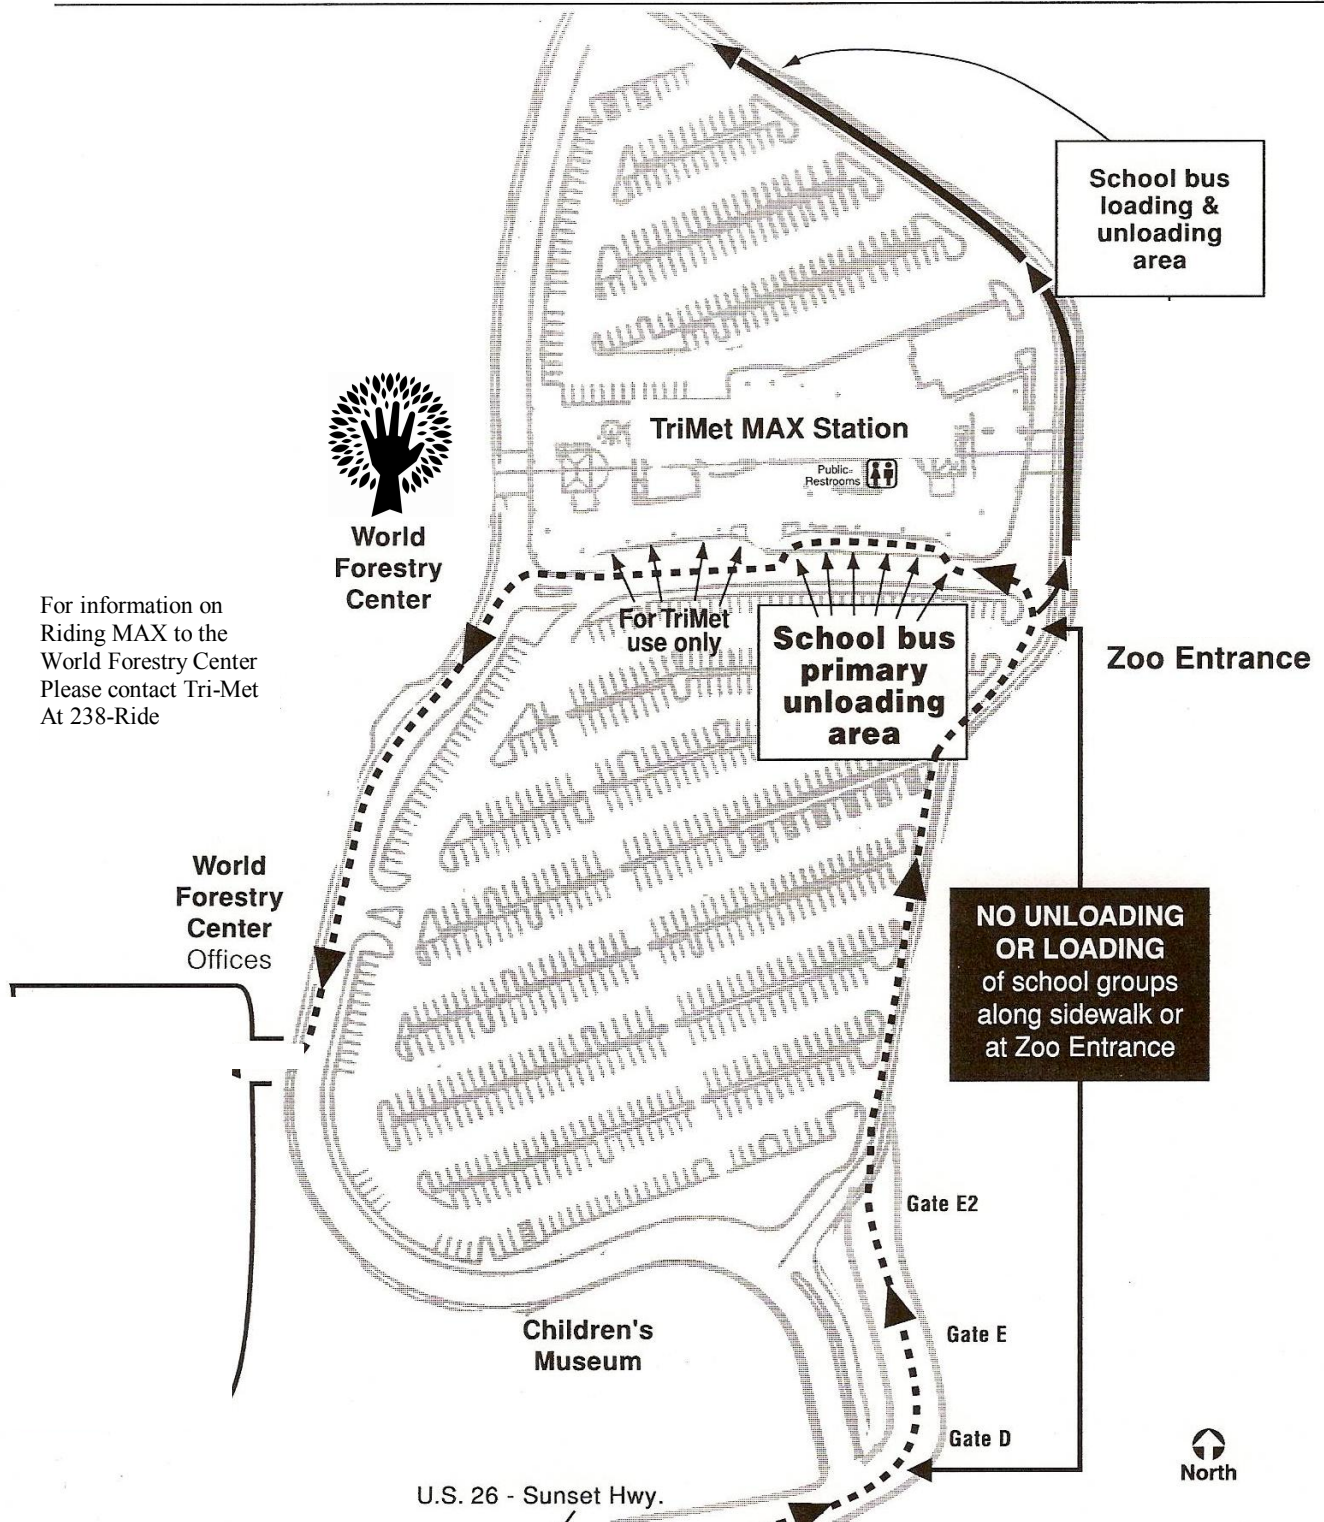 School bus
loading &
unloading
area
TriMet MAX Station
Public
Restrooms
World
Forestry
Center
For information on
Riding MAX to the
World Forestry Center
Please contact Tri-Met
At 238-Ride
For TriMet
use only
School bus
primary
unloading
area
Zoo Entrance
World
Forestry
Center
Offices
NO UNLOADING
OR LOADING
of school groups
along sidewalk or
at Zoo Entrance
Gate E2
Children's
Museum
Gate E
Gate D
North
U.S. 26 - Sunset Hwy.